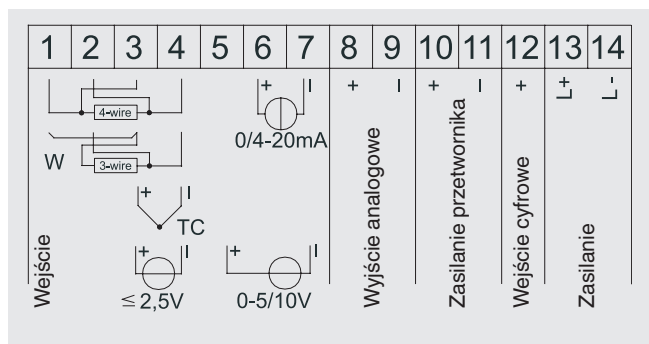 1 2 3 4 5 6 7 8 9 10 11 12 13 14
+ - + - + - + L+ L-
4-wire
0/4-20mA
W 3-wire
+ -
TC
+ - + -
≤ 2,5V 0-5/10V
Wejście
Wyjście analogowe
Zasilanie przetwornika
Wejście cyfrowe
Zasilanie